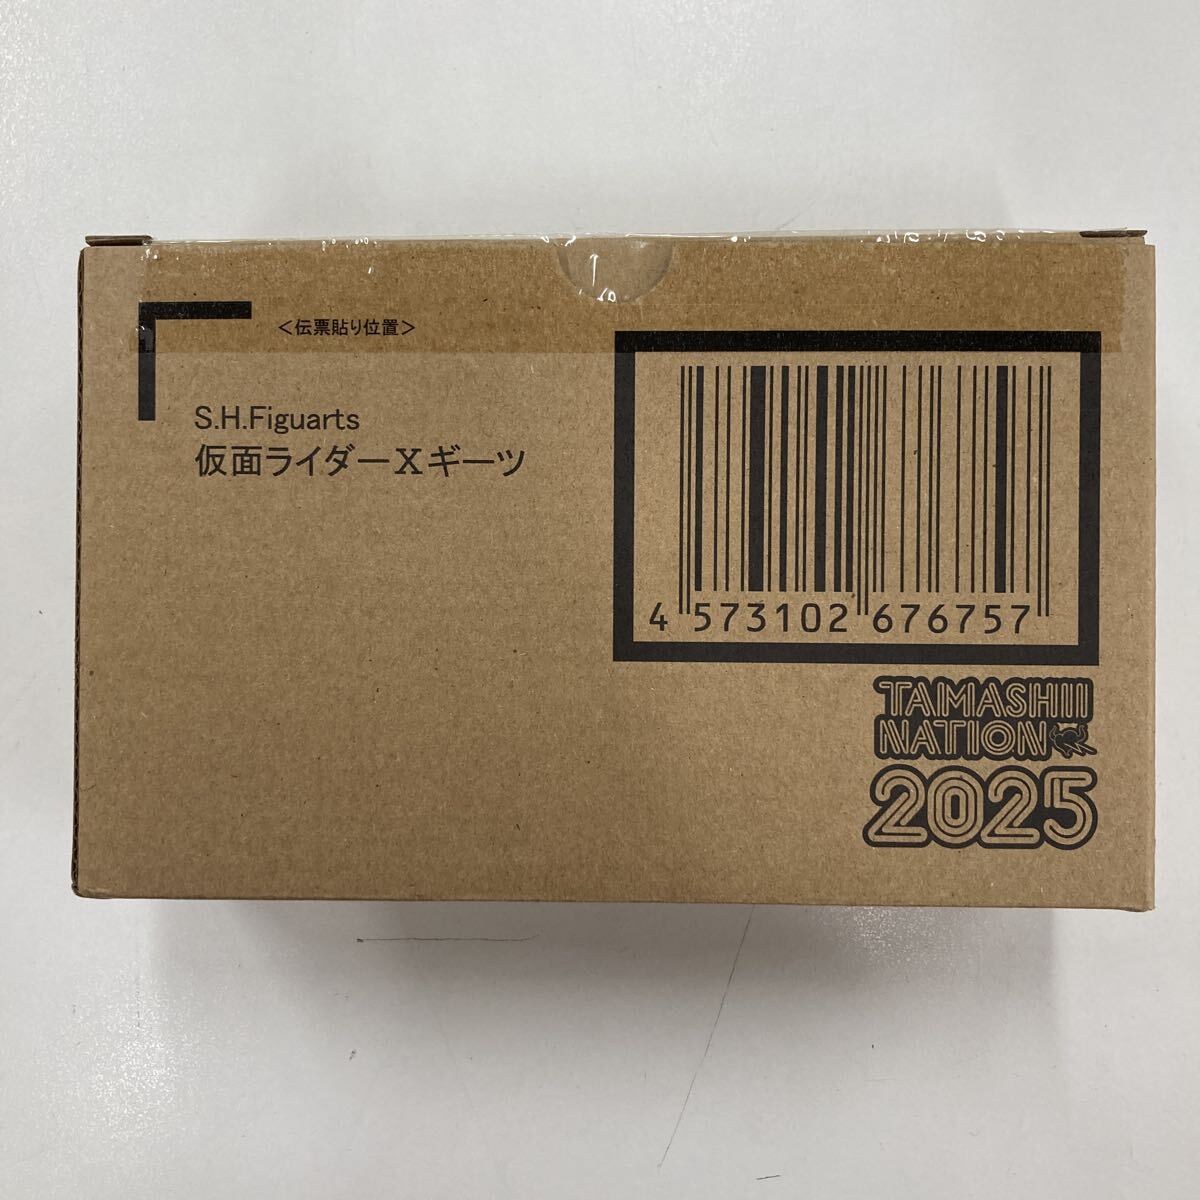 ＜伝票貼り位置＞
S.H.Figuarts
仮面ライダーXギーツ
4 573102 676757
TAMASHIII
NATION
2025